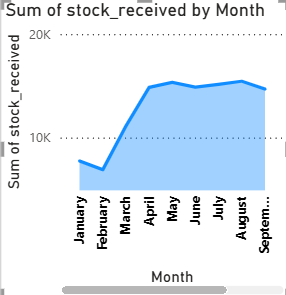 Sum of stock_received by Month
Sum of stock_received
20K
10K
January
February
March
April
May
June
July
August
Septem...
Month